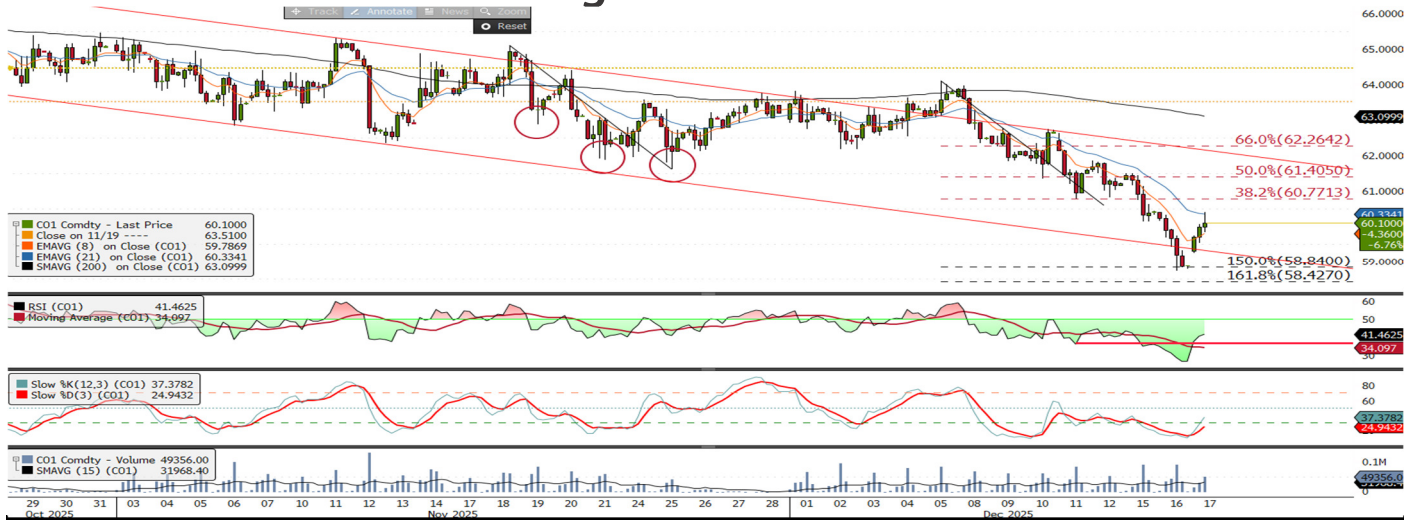 Track Annotate News Zoom
Reset
66.0000
65.0000
64.0000
63.0999
62.0000
61.0000
60.3341
60.1000
-4.3600
-6.76%
59.0000
66.0%(62.2642)
50.0%(61.4050)
38.2%(60.7713)
150.0%(58.8400)
161.8%(58.4270)
CO1 Comdty - Last Price 60.1000
Close on 11/19 ---- 63.5100
EMAVG (8) on Close (CO1) 59.7869
EMAVG (21) on Close (CO1) 60.3341
SMAVG (200) on Close (CO1) 63.0999
RSI (CO1) 41.4625
Moving Average (CO1) 34.097
60
50
41.4625
34.097
30
Slow %K(12,3) (CO1) 37.3782
Slow %D(3) (CO1) 24.9432
80
60
37.3782
24.9432
CO1 Comdty - Volume 49356.00
SMAVG (15) (CO1) 31968.40
0.1M
49356.0
31968.4
0
29 30 31 03 04 05 06 07 10 11 12 13 14 17 18 19 20 21 24 25 26 27 28 01 02 03 04 05 08 09 10 11 12 15 16 17
Oct 2025 Nov 2025 Dec 2025